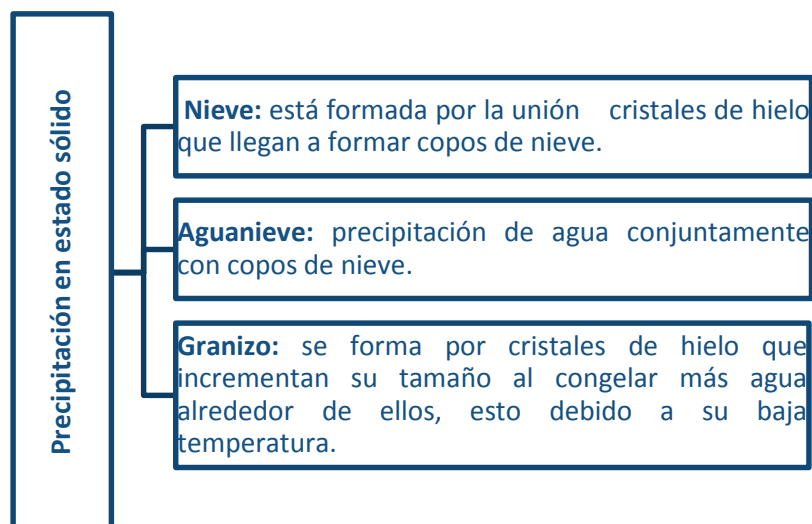 Precipitación en estado sólido
Nieve: está formada por la unión cristales de hielo
que llegan a formar copos de nieve.
Aguanieve: precipitación de agua conjuntamente
con copos de nieve.
Granizo: se forma por cristales de hielo que
incrementan su tamaño al congelar más agua
alrededor de ellos, esto debido a su baja
temperatura.